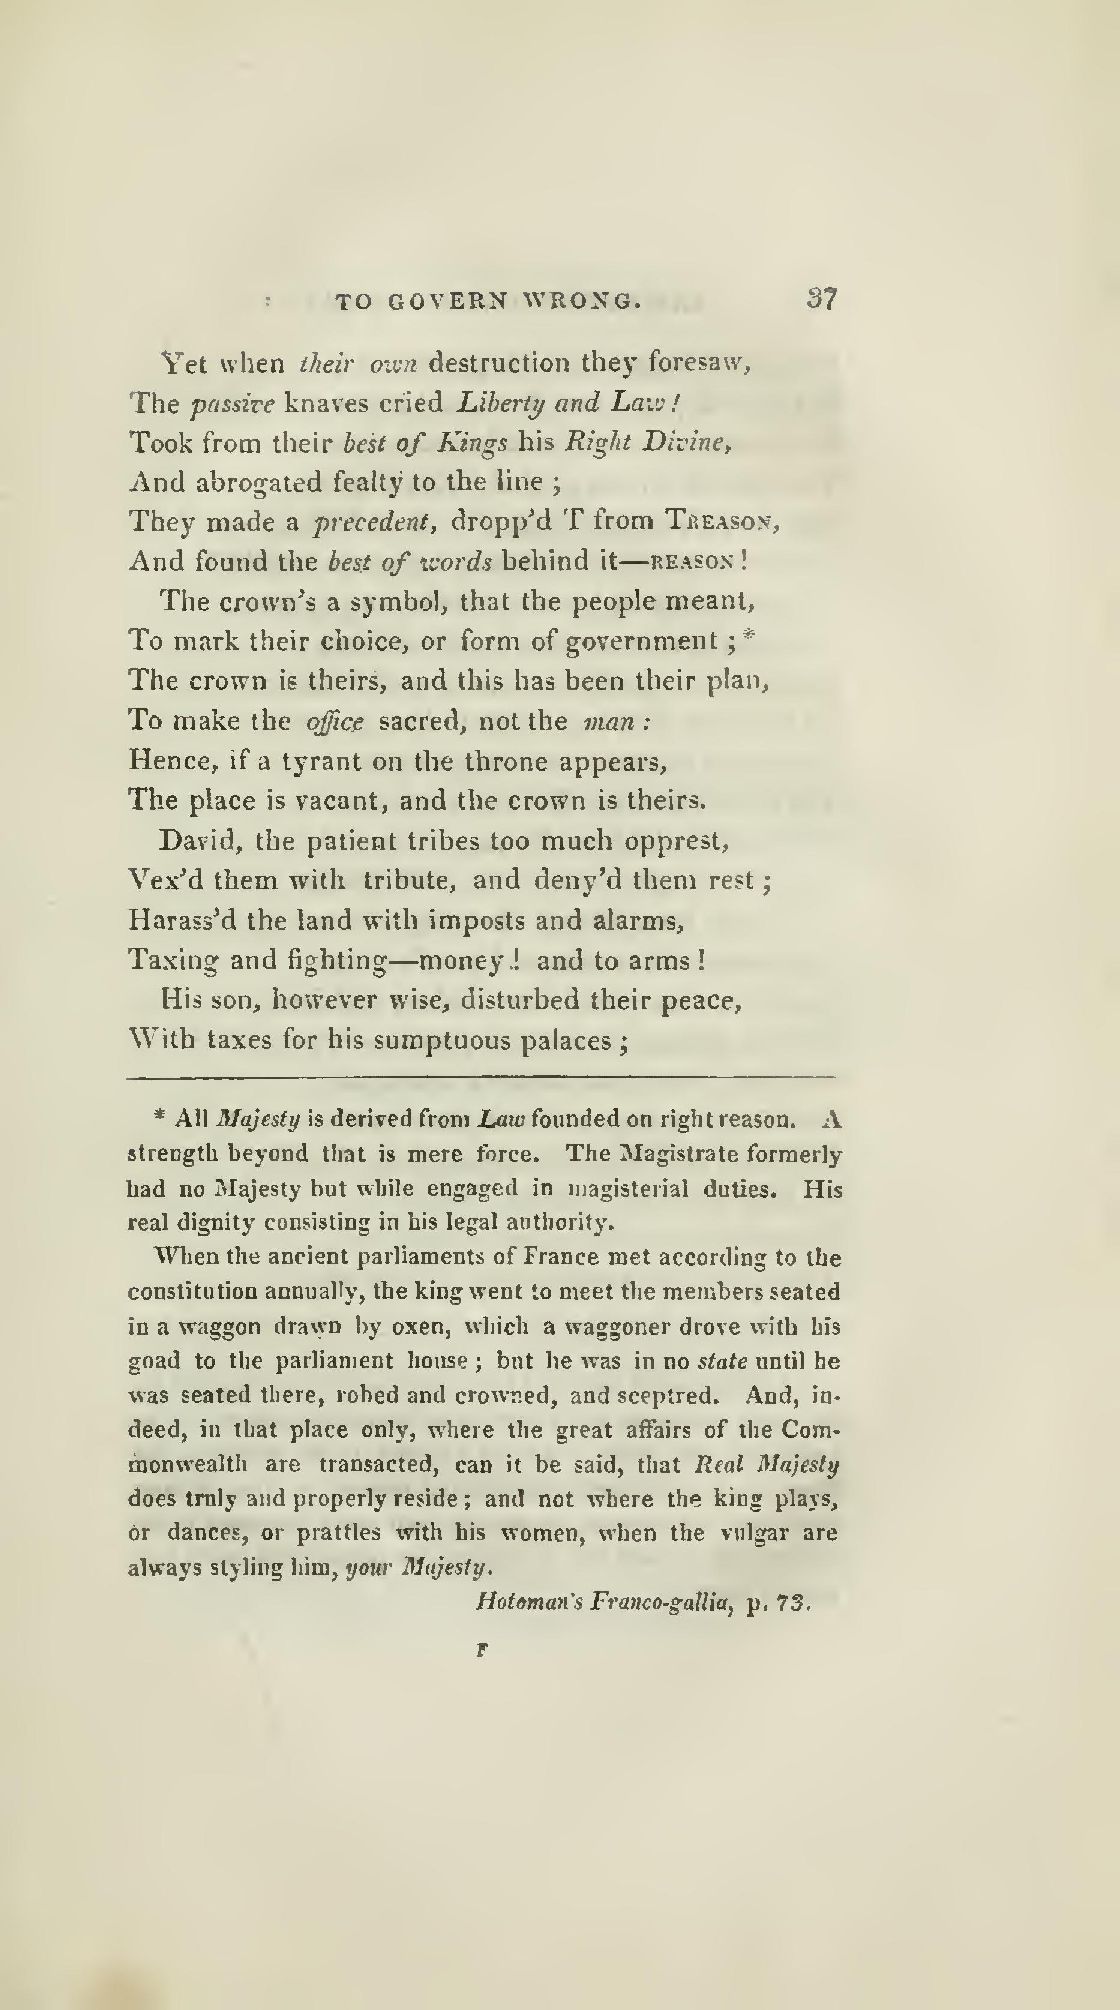 TO GOVERN WRONG. 37
Yet when their own destruction they foresaw,
The passive knaves cried Liberty and Law!
Took from their best of Kings his Right Divine,
And abrogated fealty to the line ;
They made a precedent, dropp'd T from TREASON,
And found the best of words behind it—REASON!
The crown's a symbol, that the people meant,
To mark their choice, or form of government ; *
The crown is theirs, and this has been their plan,
To make the office sacred, not the man :
Hence, if a tyrant on the throne appears,
The place is vacant, and the crown is theirs.
David, the patient tribes too much opprest,
Vex'd them with tribute, and deny'd them rest ;
Harass'd the land with imposts and alarms,
Taxing and fighting—money! and to arms!
His son, however wise, disturbed their peace,
With taxes for his sumptuous palaces ;
* All Majesty is derived from Law founded on right reason. A
strength beyond that is mere force. The Magistrate formerly
had no Majesty but while engaged in magisterial duties. His
real dignity consisting in his legal authority.
When the ancient parliaments of France met according to the
constitution annually, the king went to meet the members seated
in a waggon drawn by oxen, which a waggoner drove with his
goad to the parliament house ; but he was in no state until he
was seated there, robed and crowned, and sceptred. And, in-
deed, in that place only, where the great affairs of the Com-
monwealth are transacted, can it be said, that Real Majesty
does truly and properly reside ; and not where the king plays,
or dances, or prattles with his women, when the vulgar are
always styling him, your Majesty.
Hotoman's Franco-gallia, p. 73.
F